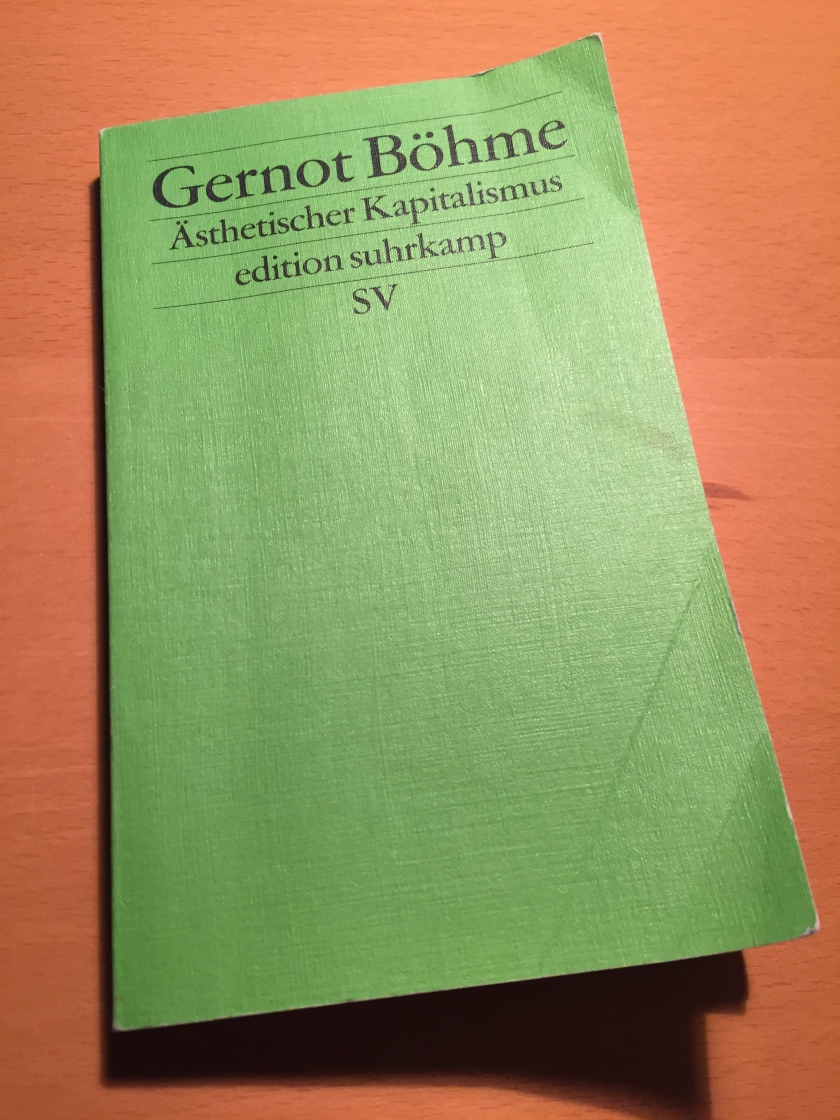 Gernot Böhme
Ästhetischer Kapitalismus
edition suhrkamp
SV